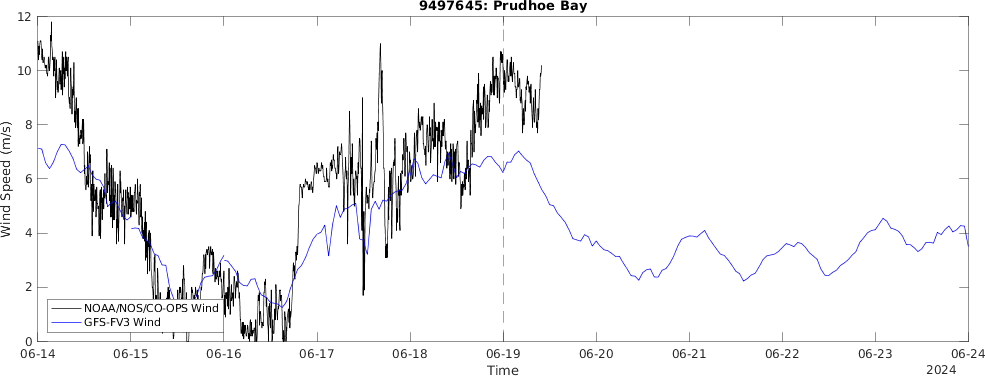 9497645: Prudhoe Bay
12
10
8
6
4
2
0
Wind Speed (m/s)
NOAA/NOS/CO-OPS Wind
GFS-FV3 Wind
06-14 06-15 06-16 06-17 06-18 06-19 06-20 06-21 06-22 06-23 06-24
Time
2024